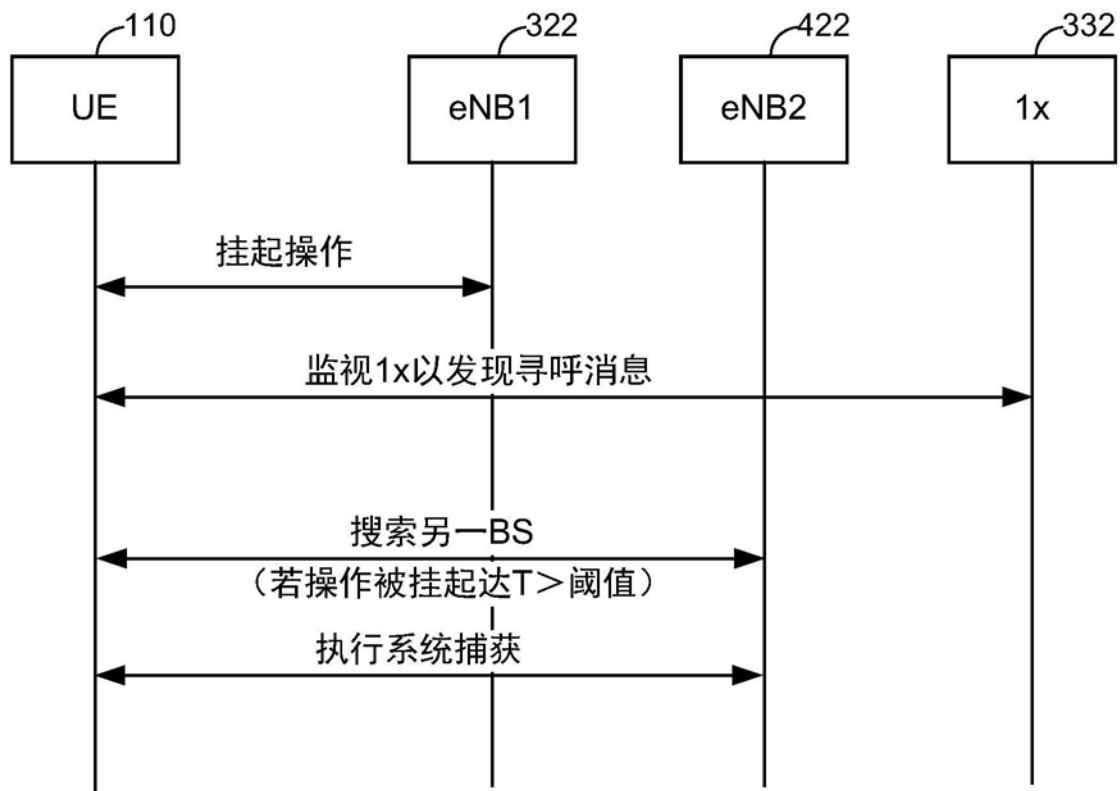 110
322
422
332
UE
eNB1
eNB2
1x
挂起操作
监视1x以发现寻呼消息
搜索另一BS
（若操作被挂起达T＞阈值）
执行系统捕获